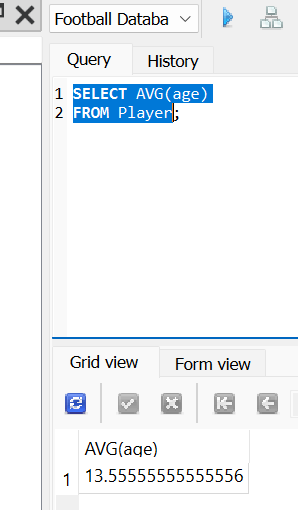 Football Databa
Query History
1 SELECT AVG(age)
2 FROM Player;
Grid view Form view
AVG(age)
1 13.55555555555556